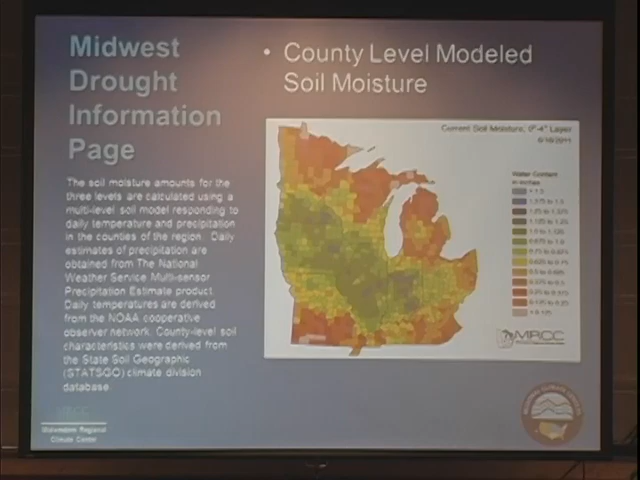 Midwest
Drought
Information
Page
• County Level Modeled
Soil Moisture
The soil moisture amounts for the
three levels are calculated using a
multi-level soil model responding to
daily temperature and precipitation
in the counties of the region. Daily
estimates of precipitation are
obtained from The National
Weather Service Multi-sensor
Precipitation Estimate product.
Daily temperatures are derived
from the NOAA cooperative
observer network. County-level soil
characteristics were derived from
the State Soil Geographic
(STATSGO) climate division
database.
Current Soil Moisture, 0"-4" Layer
Water Content
in inches
MRCC
Midwestern Regional
Climate Center